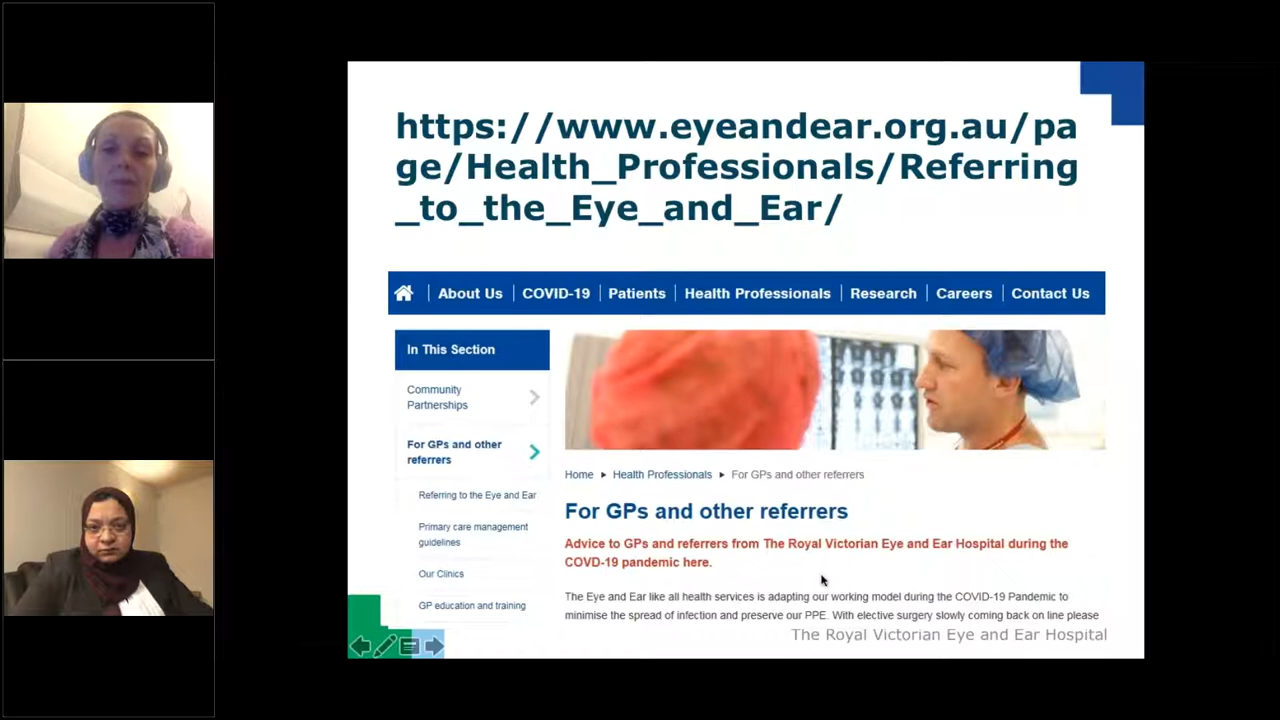 https://www.eyeandear.org.au/pa
ge/Health_Professionals/Referring
_to_the_Eye_and_Ear/
About Us
COVID-19
Patients
Health Professionals
Research
Careers
Contact Us
In This Section
Community
Partnerships
For GPs and other
referrers
Referring to the Eye and Ear
Primary care management
guidelines
Our Clinics
GP education and training
Home
Health Professionals
For GPs and other referrers
For GPs and other referrers
Advice to GPs and referrers from The Royal Victorian Eye and Ear Hospital during the
COVD-19 pandemic here.
The Eye and Ear like all health services is adapting our working model during the COVID-19 Pandemic to
minimise the spread of infection and preserve our PPE. With elective surgery slowly coming back on line please
The Royal Victorian Eye and Ear Hospital